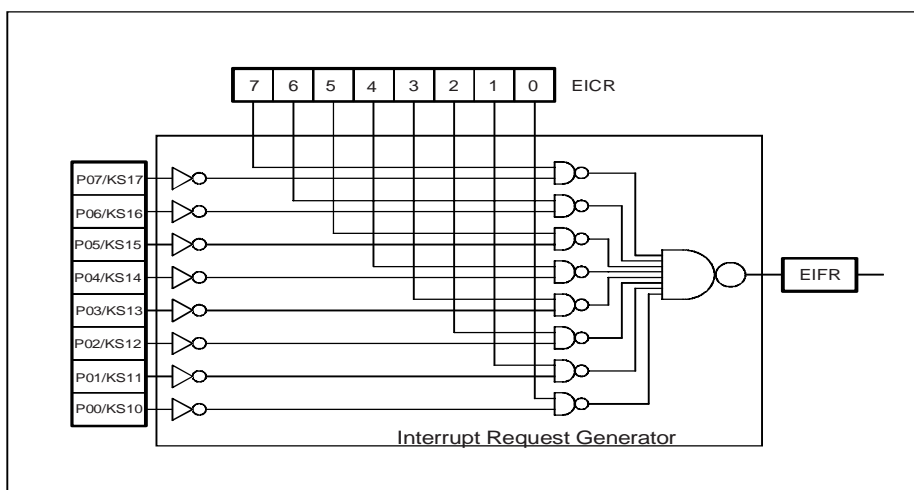 7 6 5 4 3 2 1 0 EICR
P07/KS17
P06/KS16
P05/KS15
P04/KS14
EIFR
P03/KS13
P02/KS12
P01/KS11
P00/KS10
Interrupt Request Generator